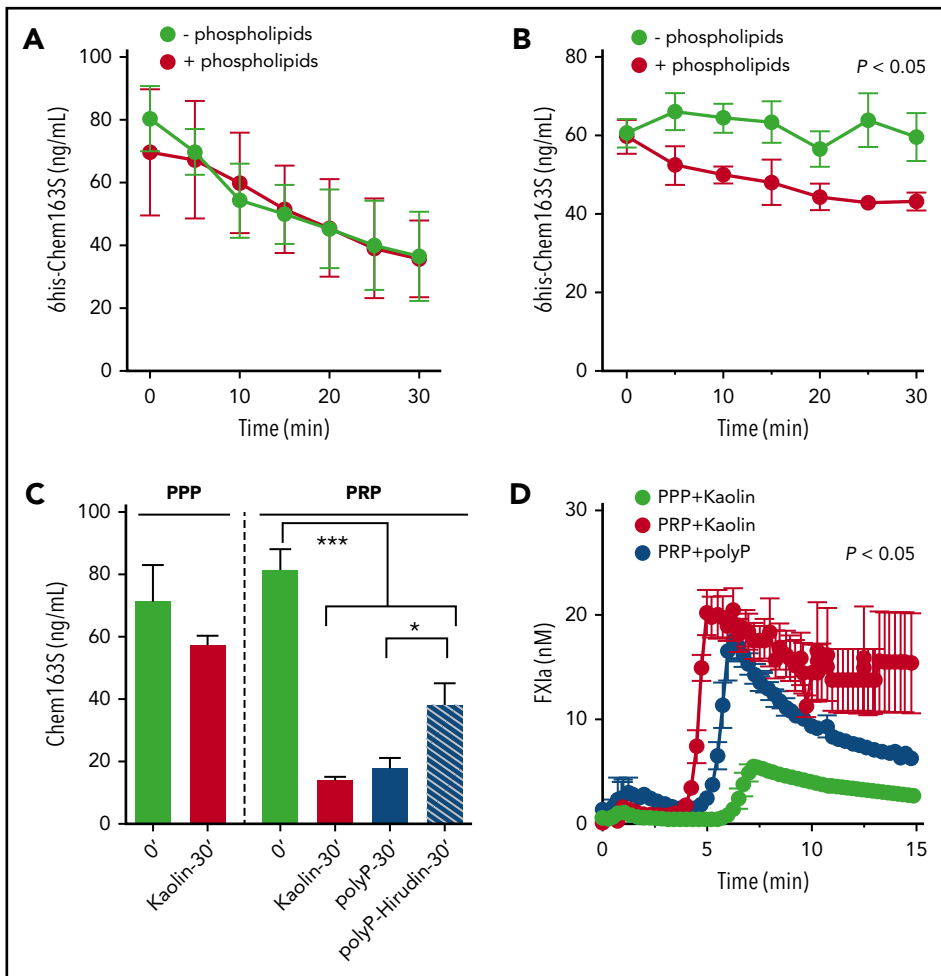 A
- phospholipids
+ phospholipids
6his-Chem163S (ng/mL)
100
80
60
40
20
0
0
10
20
30
Time (min)
B
- phospholipids
+ phospholipids
P < 0.05
6his-Chem163S (ng/mL)
80
60
40
20
0
0
10
20
30
Time (min)
C
PPP
PRP
Chem163S (ng/mL)
100
80
60
40
20
0
***
*
0'
Kaolin-30'
0'
Kaolin-30'
polyP-30'
polyP-Hirudin-30'
D
PPP+Kaolin
PRP+Kaolin
PRP+polyP
P < 0.05
FXIa (nM)
30
20
10
0
0
5
10
15
Time (min)